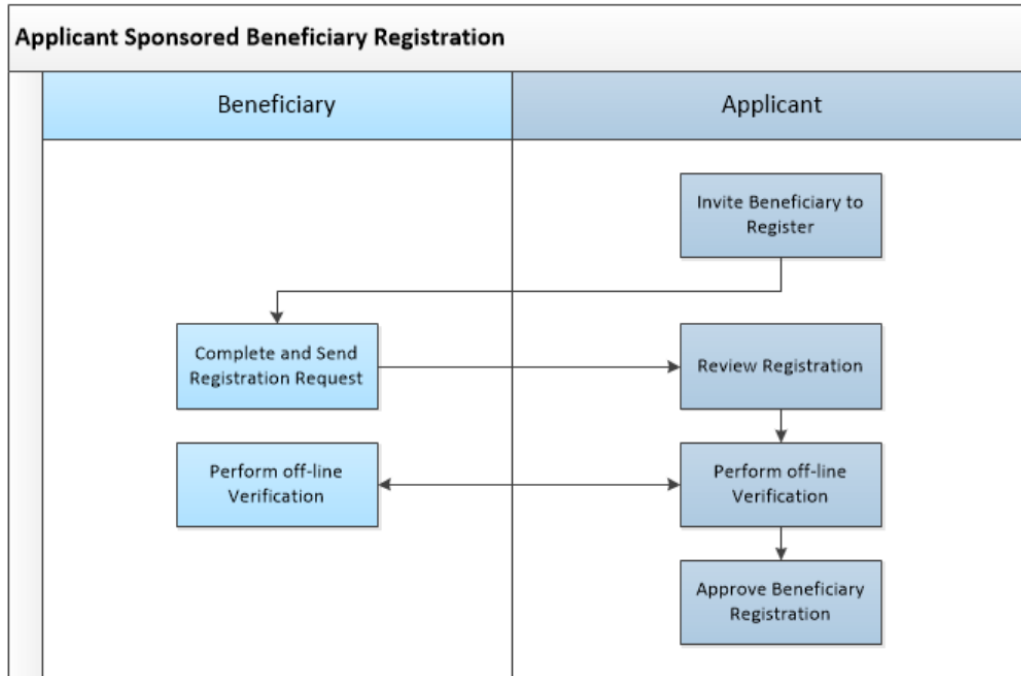 Applicant Sponsored Beneficiary Registration
Beneficiary
Applicant
Invite Beneficiary to
Register
Complete and Send
Registration Request
Review Registration
Perform off-line
Verification
Perform off-line
Verification
Approve Beneficiary
Registration